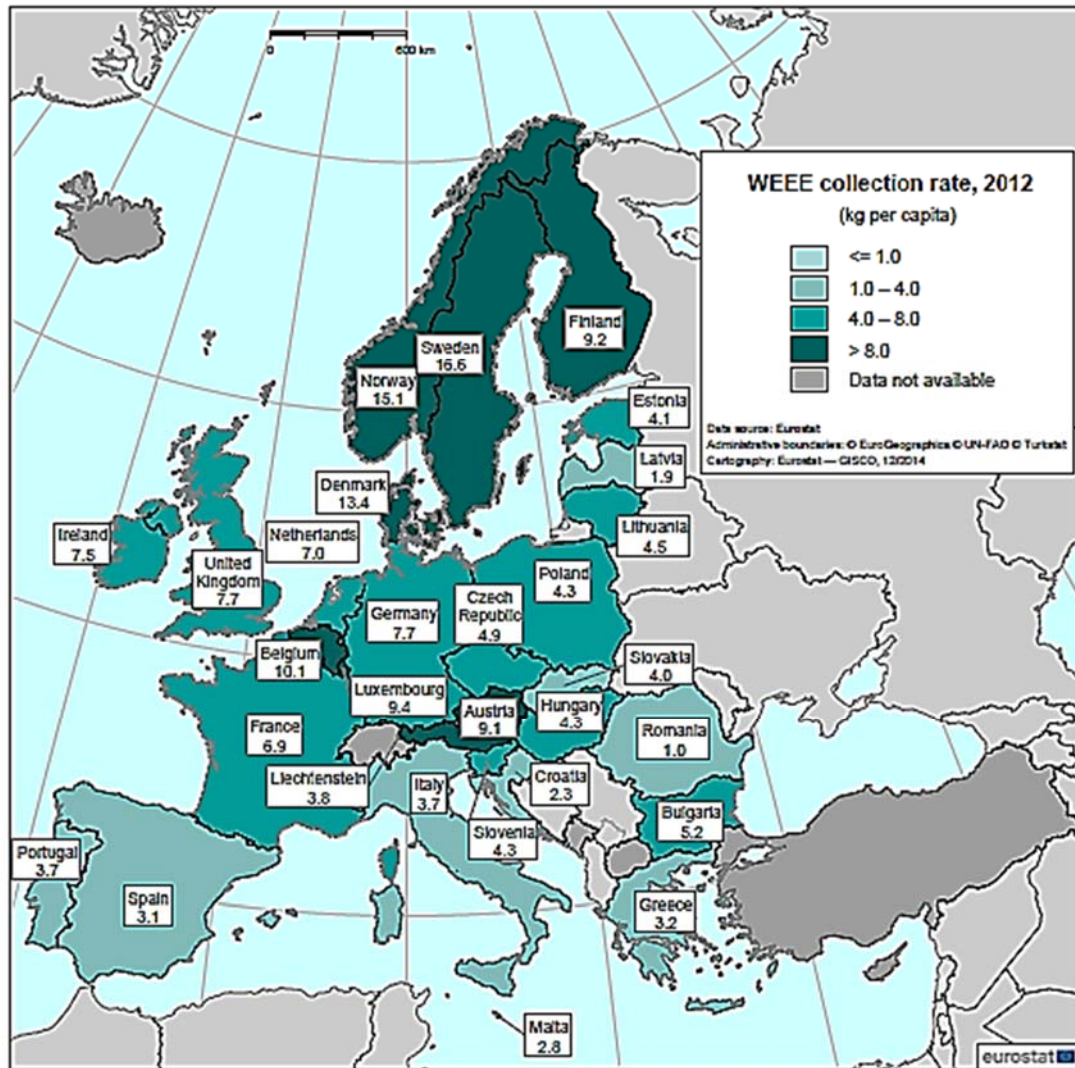 0
600 km
WEEE collection rate, 2012
(kg per capita)
<= 1.0
1.0 – 4.0
4.0 – 8.0
> 8.0
Data not available
Data source: Eurostat
Administrative boundaries: © EuroGeographics © UN-FAO © Turkstat
Cartography: Eurostat — GISCO, 12/2014
Finland
9.2
Sweden
16.6
Norway
15.1
Estonia
4.1
Latvia
1.9
Denmark
13.4
Lithuania
4.5
Ireland
7.5
Netherlands
7.0
United
Kingdom
7.7
Poland
4.3
Germany
7.7
Czech
Republic
4.9
Belgium
10.1
Slovakia
4.0
Luxembourg
9.4
Austria
9.1
Hungary
4.3
France
6.9
Romania
1.0
Liechtenstein
3.8
Italy
3.7
Croatia
2.3
Slovenia
4.3
Bulgaria
5.2
Portugal
3.7
Spain
3.1
Greece
3.2
Malta
2.8
eurostat